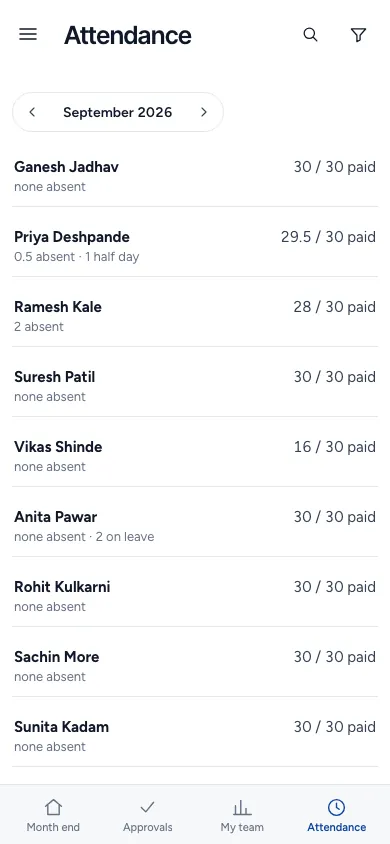 Attendance
September 2026
Ganesh Jadhav 30 / 30 paid
none absent
Priya Deshpande 29.5 / 30 paid
0.5 absent · 1 half day
Ramesh Kale 28 / 30 paid
2 absent
Suresh Patil 30 / 30 paid
none absent
Vikas Shinde 16 / 30 paid
none absent
Anita Pawar 30 / 30 paid
none absent · 2 on leave
Rohit Kulkarni 30 / 30 paid
none absent
Sachin More 30 / 30 paid
none absent
Sunita Kadam 30 / 30 paid
none absent
Month end Approvals My team Attendance